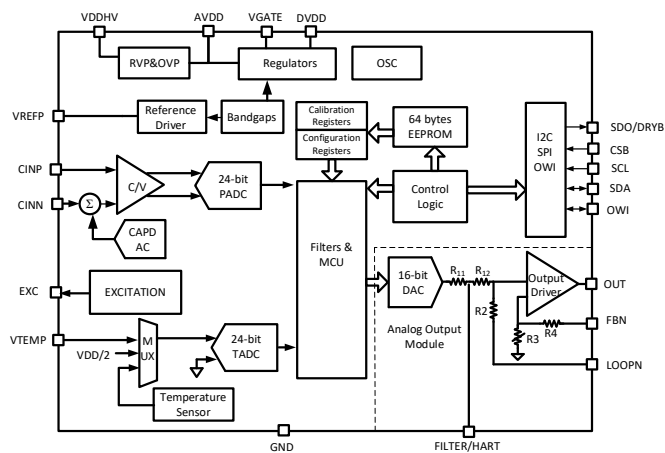 VDDHV
AVDD
VGATE
DVDD
RVP&OVP
Regulators
OSC
VREFP
Reference
Driver
Bandgaps
Calibration
Registers
Configuration
Registers
64 bytes
EEPROM
I2C
SPI
OWI
SDO/DRYB
CSB
SCL
SDA
OWI
CINP
CINN
C/V
Σ
24-bit
PADC
CAPD
AC
Control
Logic
Filters &
MCU
EXC
EXCITATION
16-bit
DAC
R11
R12
R2
Output
Driver
OUT
FBN
R4
R3
LOOPN
Analog Output
Module
VTEMP
VDD/2
M
UX
24-bit
TADC
Temperature
Sensor
GND
FILTER/HART